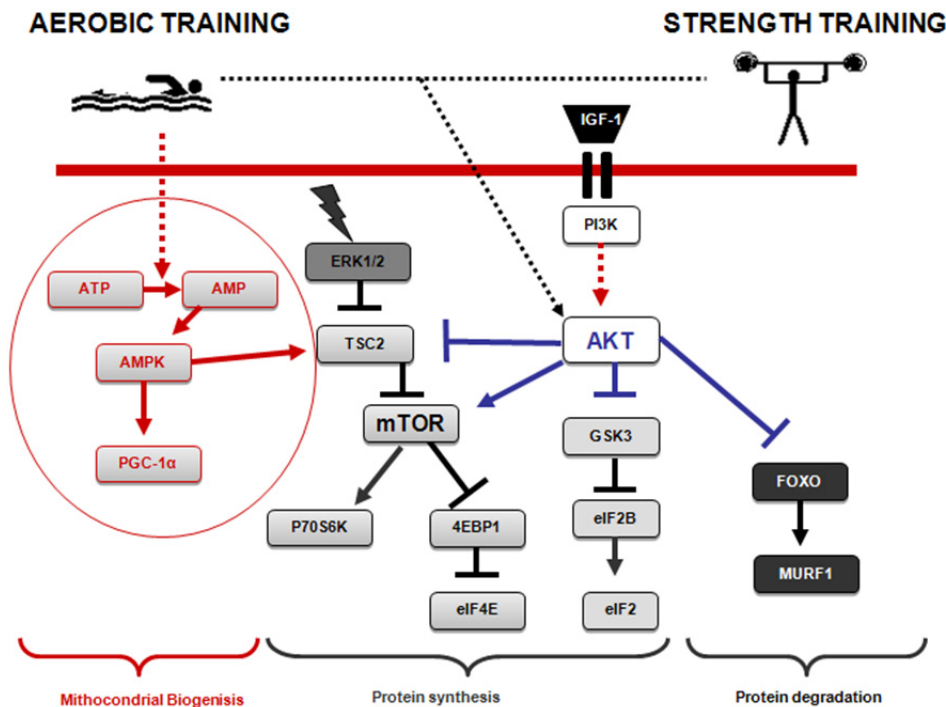 AEROBIC TRAINING
STRENGTH TRAINING
IGF-1
PI3K
ERK1/2
ATP
AMP
TSC2
AKT
AMPK
mTOR
GSK3
PGC-1α
FOXO
P70S6K
4EBP1
eIF2B
MURF1
eIF4E
eIF2
Mithocondrial Biogenisis
Protein synthesis
Protein degradation